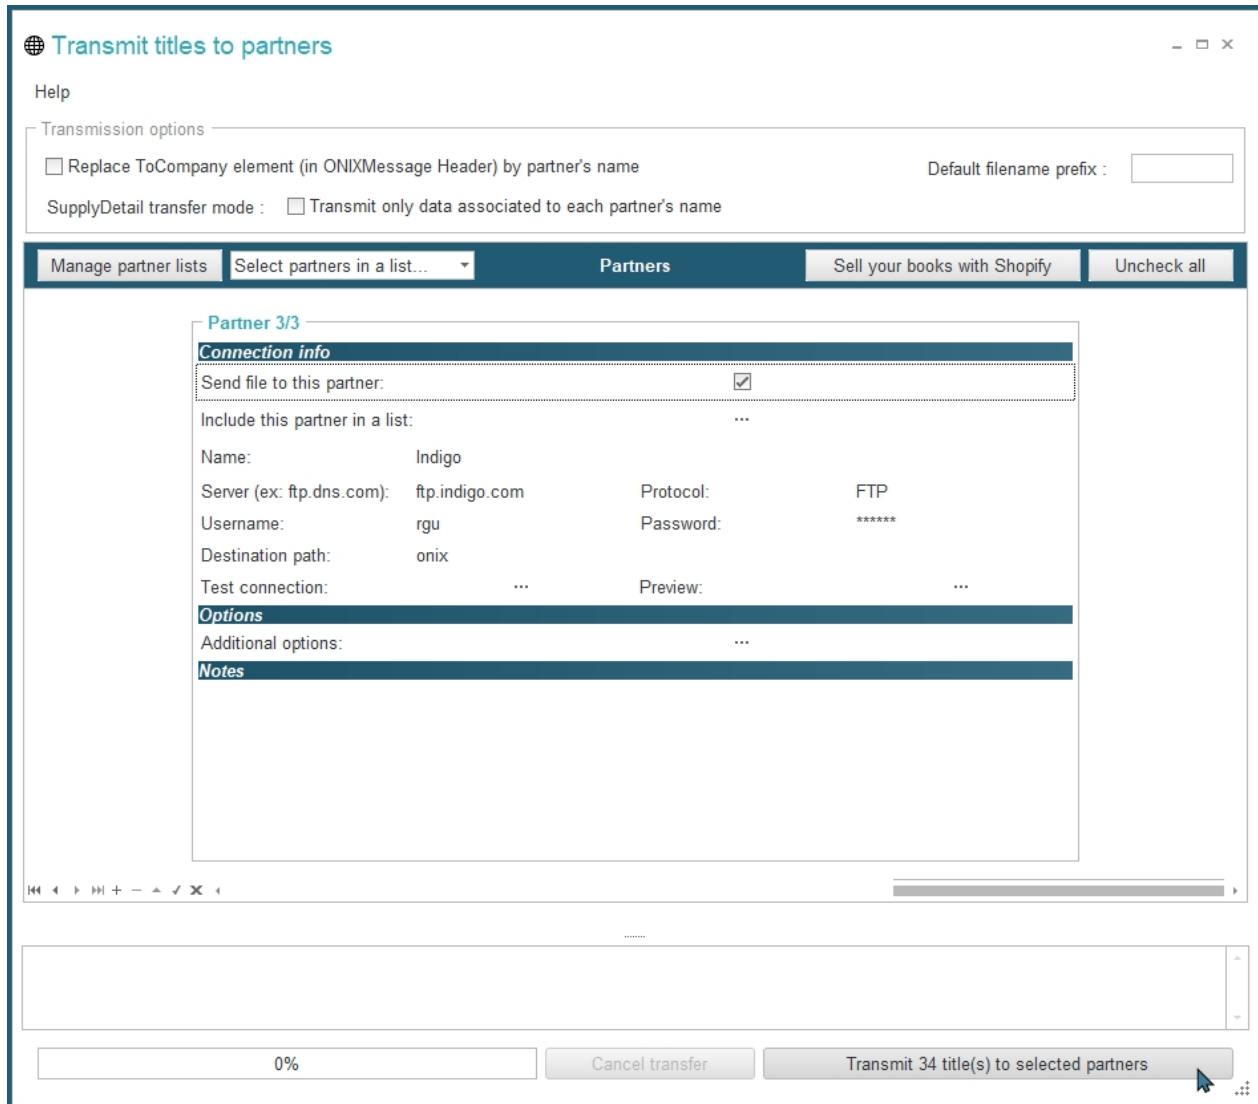 Transmit titles to partners
Help
Transmission options
Replace ToCompany element (in ONIXMessage Header) by partner's name
Default filename prefix :
SupplyDetail transfer mode :
Transmit only data associated to each partner's name
Manage partner lists
Select partners in a list...
Partners
Sell your books with Shopify
Uncheck all
Partner 3/3
Connection info
Send file to this partner:
Include this partner in a list:
...
Name:
Indigo
Server (ex: ftp.dns.com):
ftp.indigo.com
Protocol:
FTP
Username:
rgu
Password:
******
Destination path:
onix
Test connection:
...
Preview:
...
Options
Additional options:
...
Notes
0%
Cancel transfer
Transmit 34 title(s) to selected partners